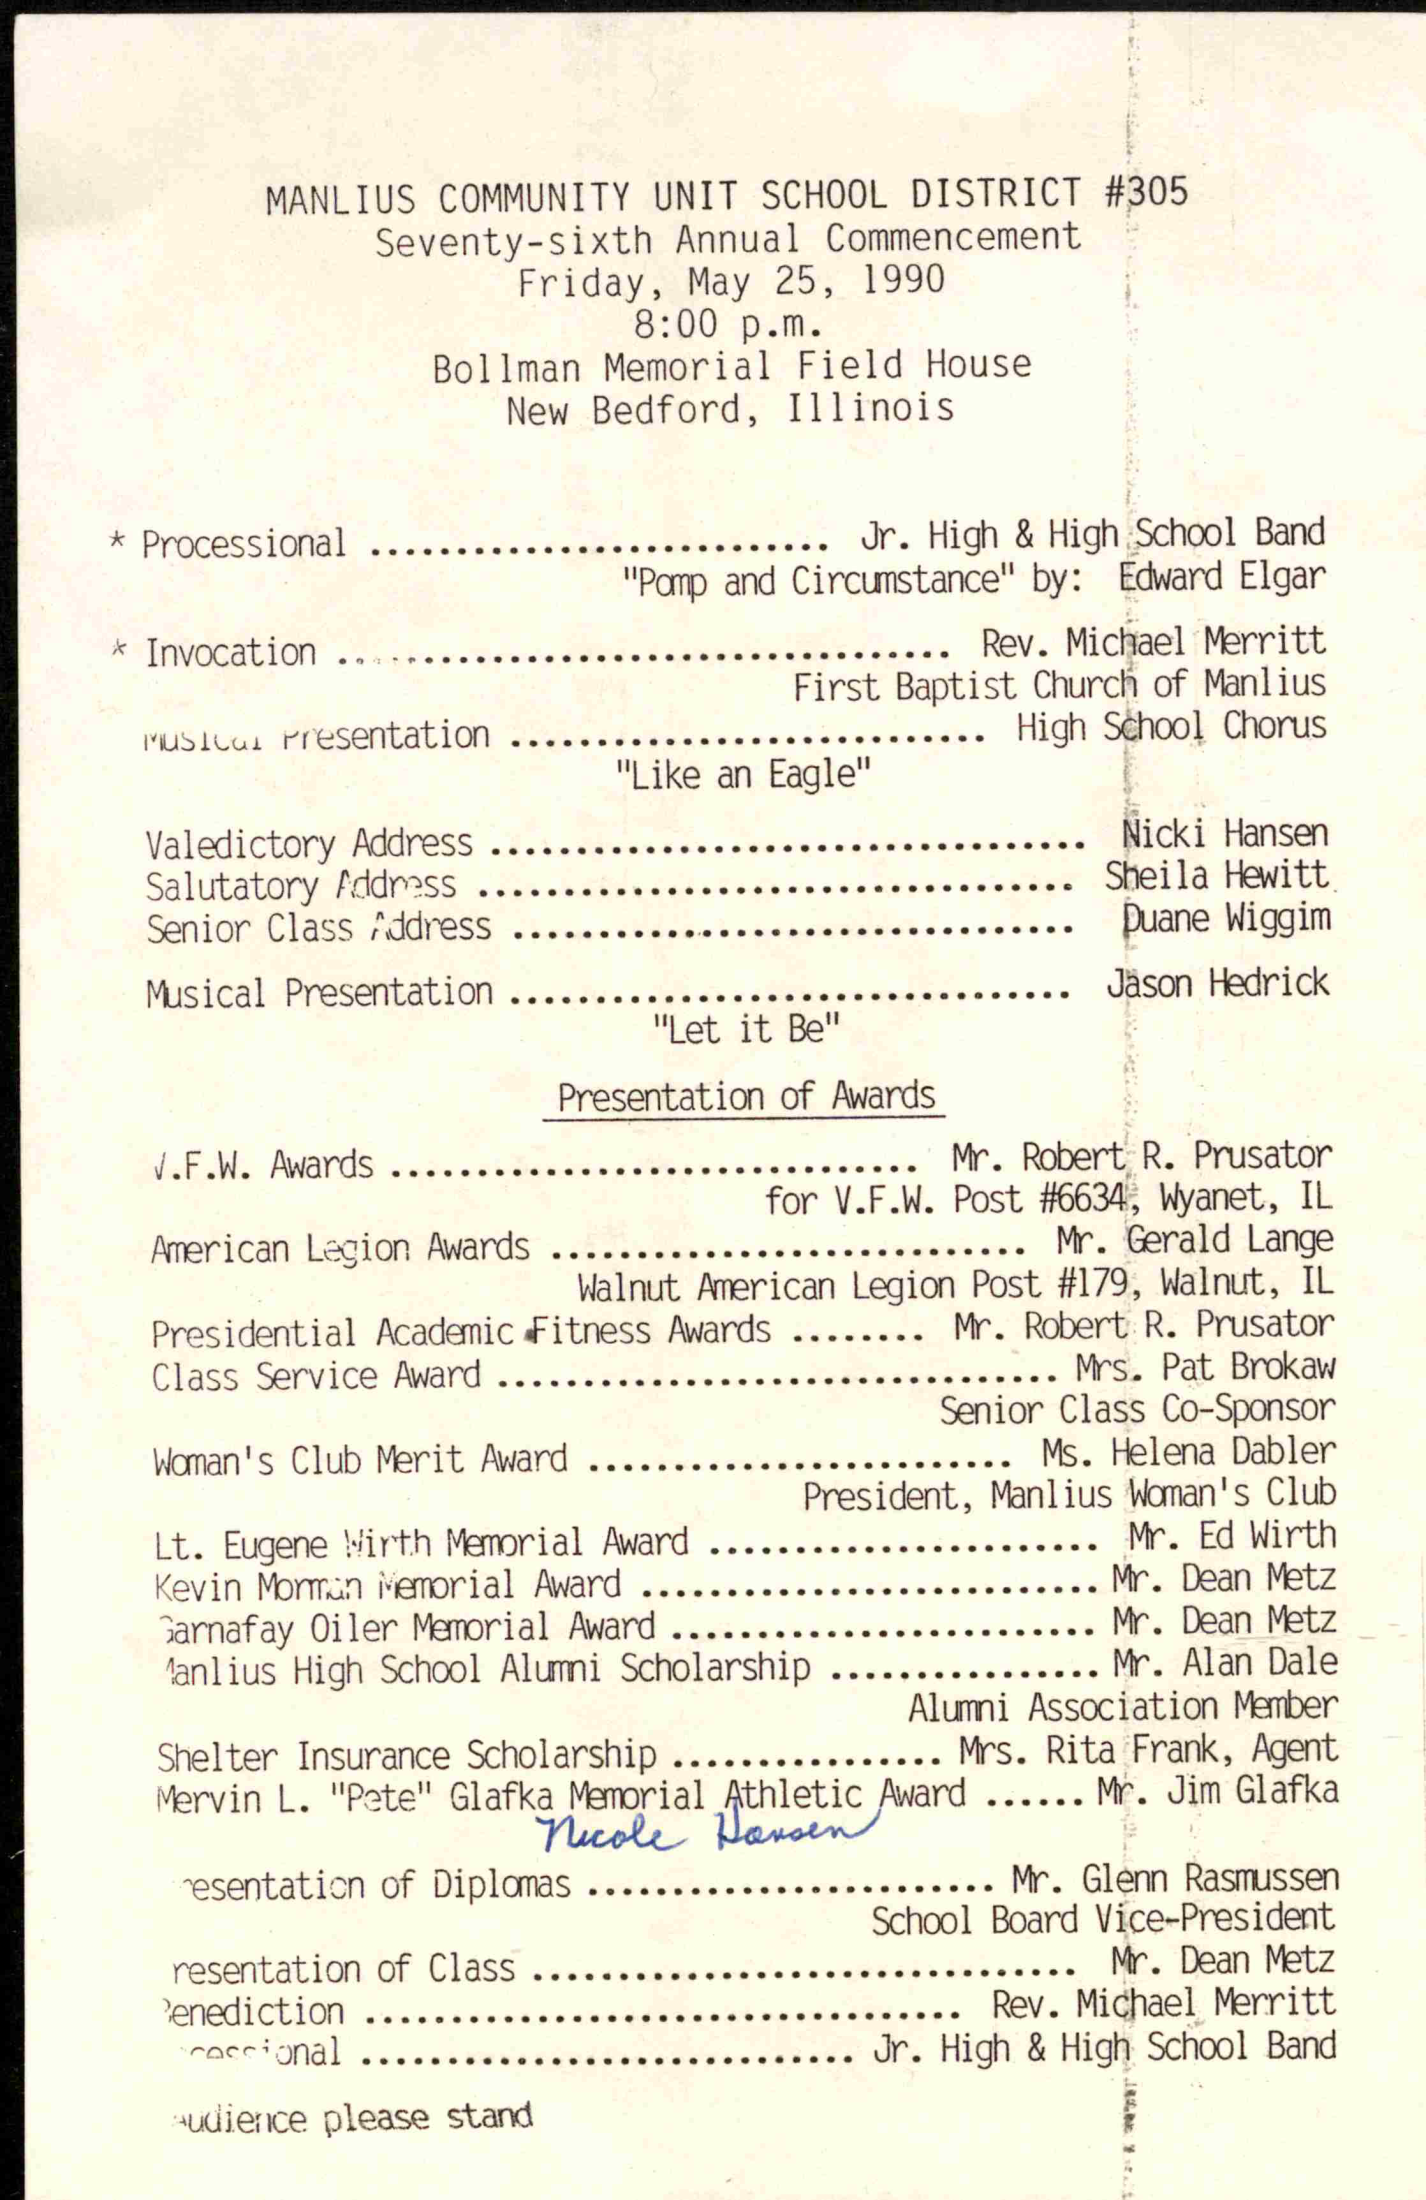 MANLIUS COMMUNITY UNIT SCHOOL DISTRICT #305
Seventy-sixth Annual Commencement
Friday, May 25, 1990
8:00 p.m.
Bollman Memorial Field House
New Bedford, Illinois
* Processional ........................... Jr. High & High School Band
"Pomp and Circumstance" by: Edward Elgar
* Invocation .................................... Rev. Michael Merritt
First Baptist Church of Manlius
Musical Presentation ............................ High School Chorus
"Like an Eagle"
Valedictory Address ................................... Nicki Hansen
Salutatory Address ................................... Sheila Hewitt
Senior Class Address ................................. Duane Wiggim
Musical Presentation ................................. Jason Hedrick
"Let it Be"
Presentation of Awards
V.F.W. Awards ............................... Mr. Robert R. Prusator
for V.F.W. Post #6634, Wyanet, IL
American Legion Awards ............................ Mr. Gerald Lange
Walnut American Legion Post #179, Walnut, IL
Presidential Academic Fitness Awards ........ Mr. Robert R. Prusator
Class Service Award ................................. Mrs. Pat Brokaw
Senior Class Co-Sponsor
Woman's Club Merit Award ......................... Ms. Helena Dabler
President, Manlius Woman's Club
Lt. Eugene Wirth Memorial Award ....................... Mr. Ed Wirth
Kevin Morman Memorial Award ........................... Mr. Dean Metz
Garnafay Oiler Memorial Award ......................... Mr. Dean Metz
Manlius High School Alumni Scholarship ................ Mr. Alan Dale
Alumni Association Member
Shelter Insurance Scholarship ................ Mrs. Rita Frank, Agent
Mervin L. "Pete" Glafka Memorial Athletic Award ...... Mr. Jim Glafka
Nicole Hansen
resentation of Diplomas ........................ Mr. Glenn Rasmussen
School Board Vice-President
resentation of Class ................................ Mr. Dean Metz
Benediction ................................... Rev. Michael Merritt
cessional ............................. Jr. High & High School Band
Audience please stand